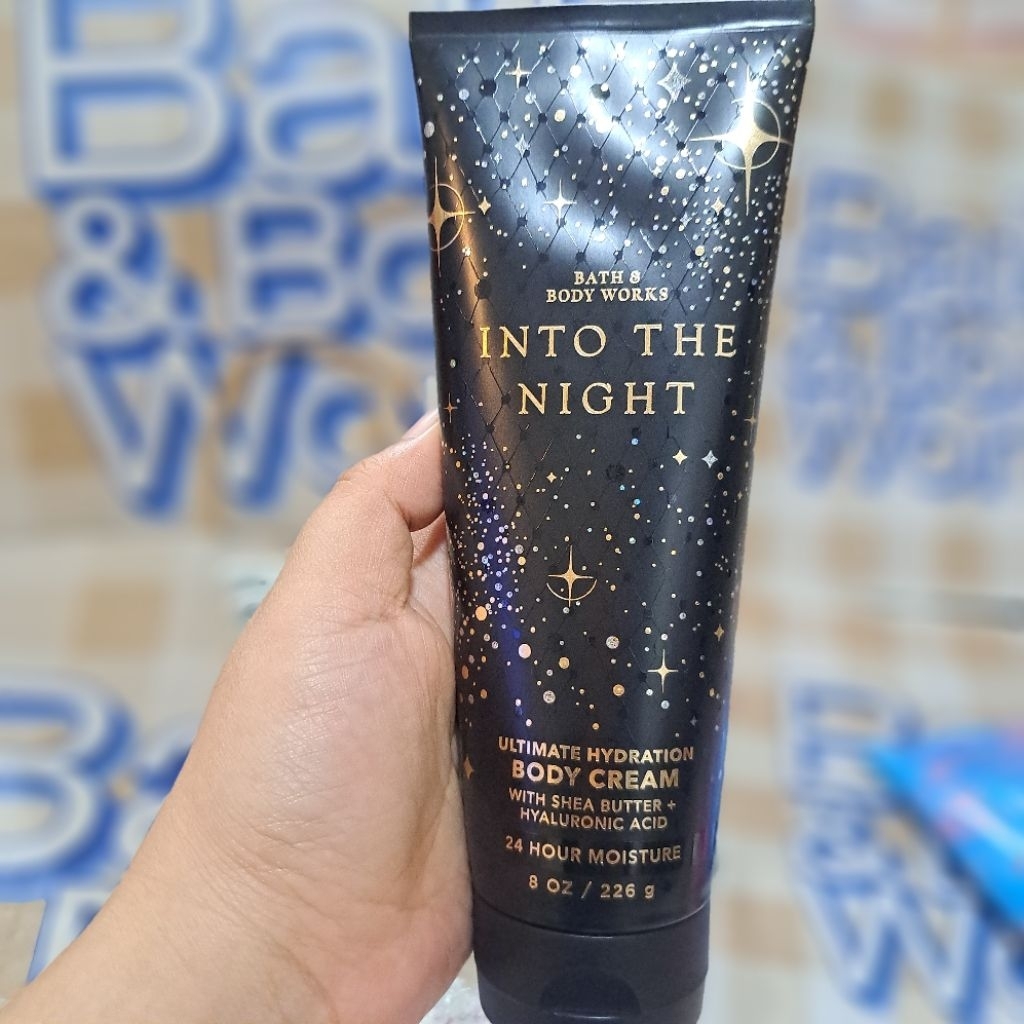 BATH &
BODY WORKS
INTO THE
NIGHT
ULTIMATE HYDRATION
BODY CREAM
WITH SHEA BUTTER +
HYALURONIC ACID
24 HOUR MOISTURE
8 OZ / 226 g